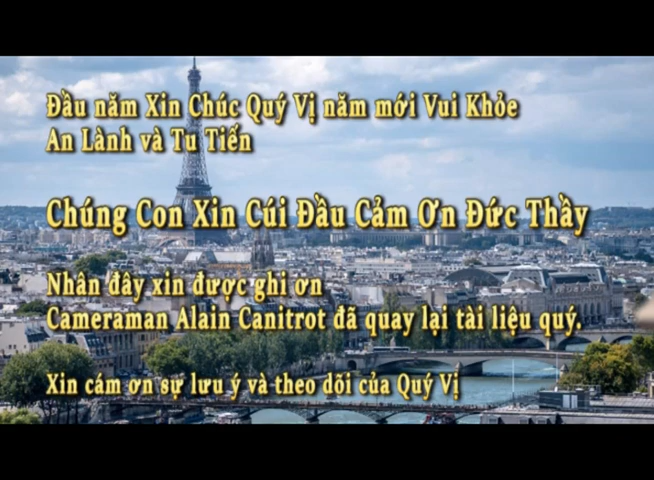 Đầu năm Xin Chúc Quý Vị năm mới Vui Khỏe
An Lành và Tu Tiến
Chúng Con Xin Cúi Đầu Cảm Ơn Đức Thầy
Nhân đây xin được ghi ơn
Cameraman Alain Canitrot đã quay lại tài liệu quý.
Xin cám ơn sự lưu ý và theo dõi của Quý Vị